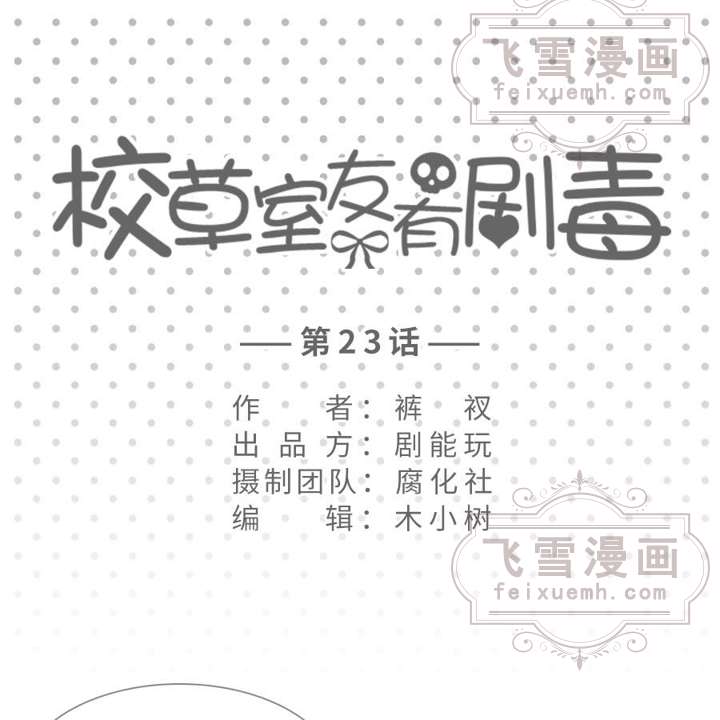 飞雪漫画
feixuemh.com
校草室友有剧毒
第23话
作者：裤衩
出品方：剧能玩
摄制团队：腐化社
编辑：木小树
飞雪漫画
feixuemh.com